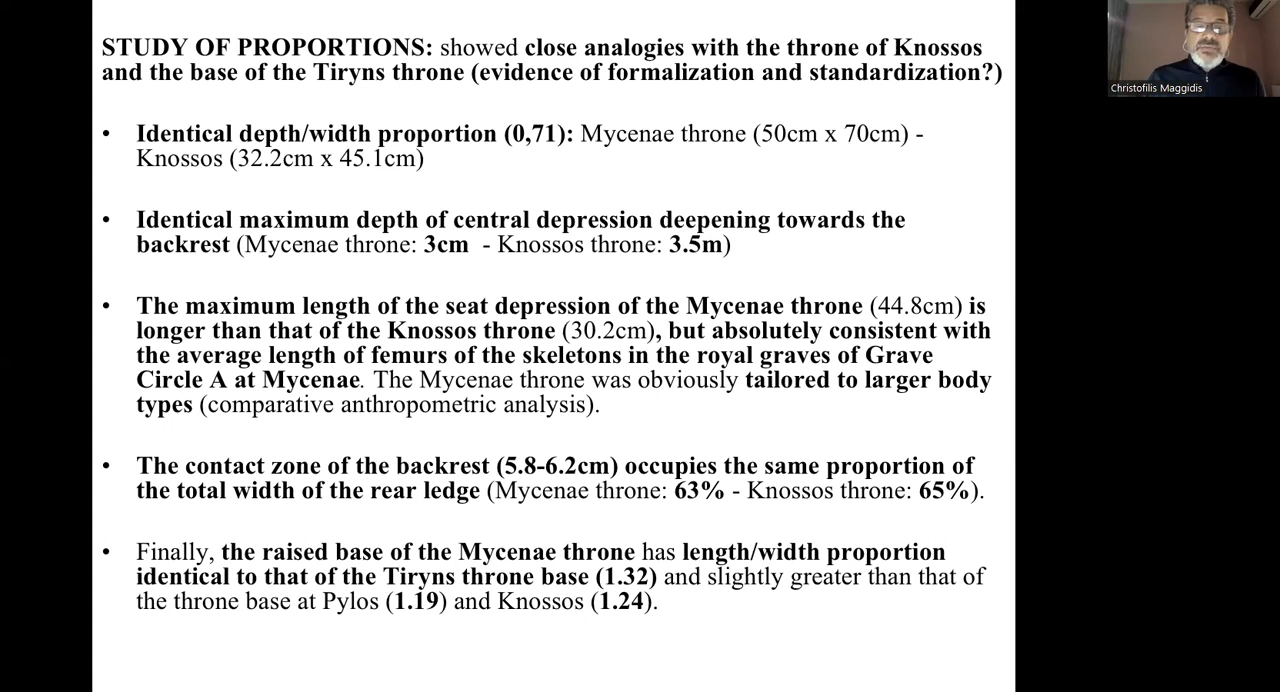 STUDY OF PROPORTIONS: showed close analogies with the throne of Knossos
and the base of the Tiryns throne (evidence of formalization and standardization?)
• Identical depth/width proportion (0,71): Mycenae throne (50cm x 70cm) -
Knossos (32.2cm x 45.1cm)
• Identical maximum depth of central depression deepening towards the
backrest (Mycenae throne: 3cm - Knossos throne: 3.5m)
• The maximum length of the seat depression of the Mycenae throne (44.8cm) is
longer than that of the Knossos throne (30.2cm), but absolutely consistent with
the average length of femurs of the skeletons in the royal graves of Grave
Circle A at Mycenae. The Mycenae throne was obviously tailored to larger body
types (comparative anthropometric analysis).
• The contact zone of the backrest (5.8-6.2cm) occupies the same proportion of
the total width of the rear ledge (Mycenae throne: 63% - Knossos throne: 65%).
• Finally, the raised base of the Mycenae throne has length/width proportion
identical to that of the Tiryns throne base (1.32) and slightly greater than that of
the throne base at Pylos (1.19) and Knossos (1.24).
Christofilis Maggidis